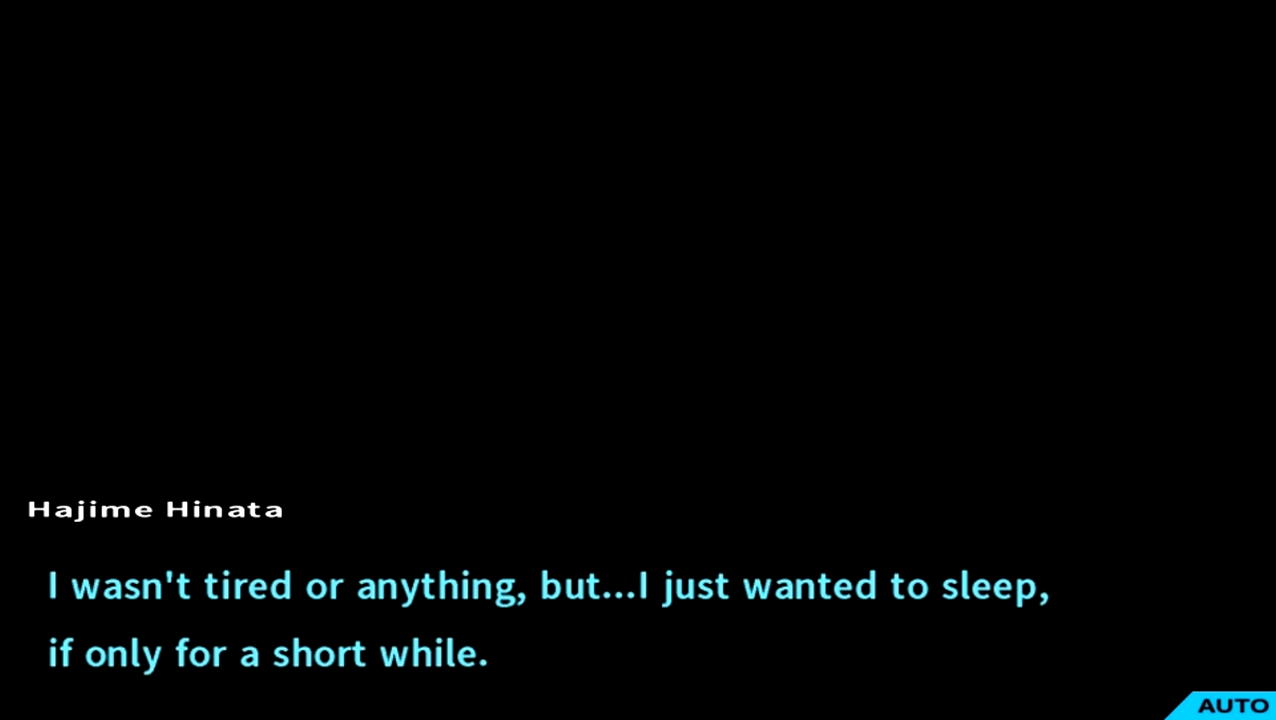 Hajime Hinata
I wasn't tired or anything, but...I just wanted to sleep,
if only for a short while.
AUTO